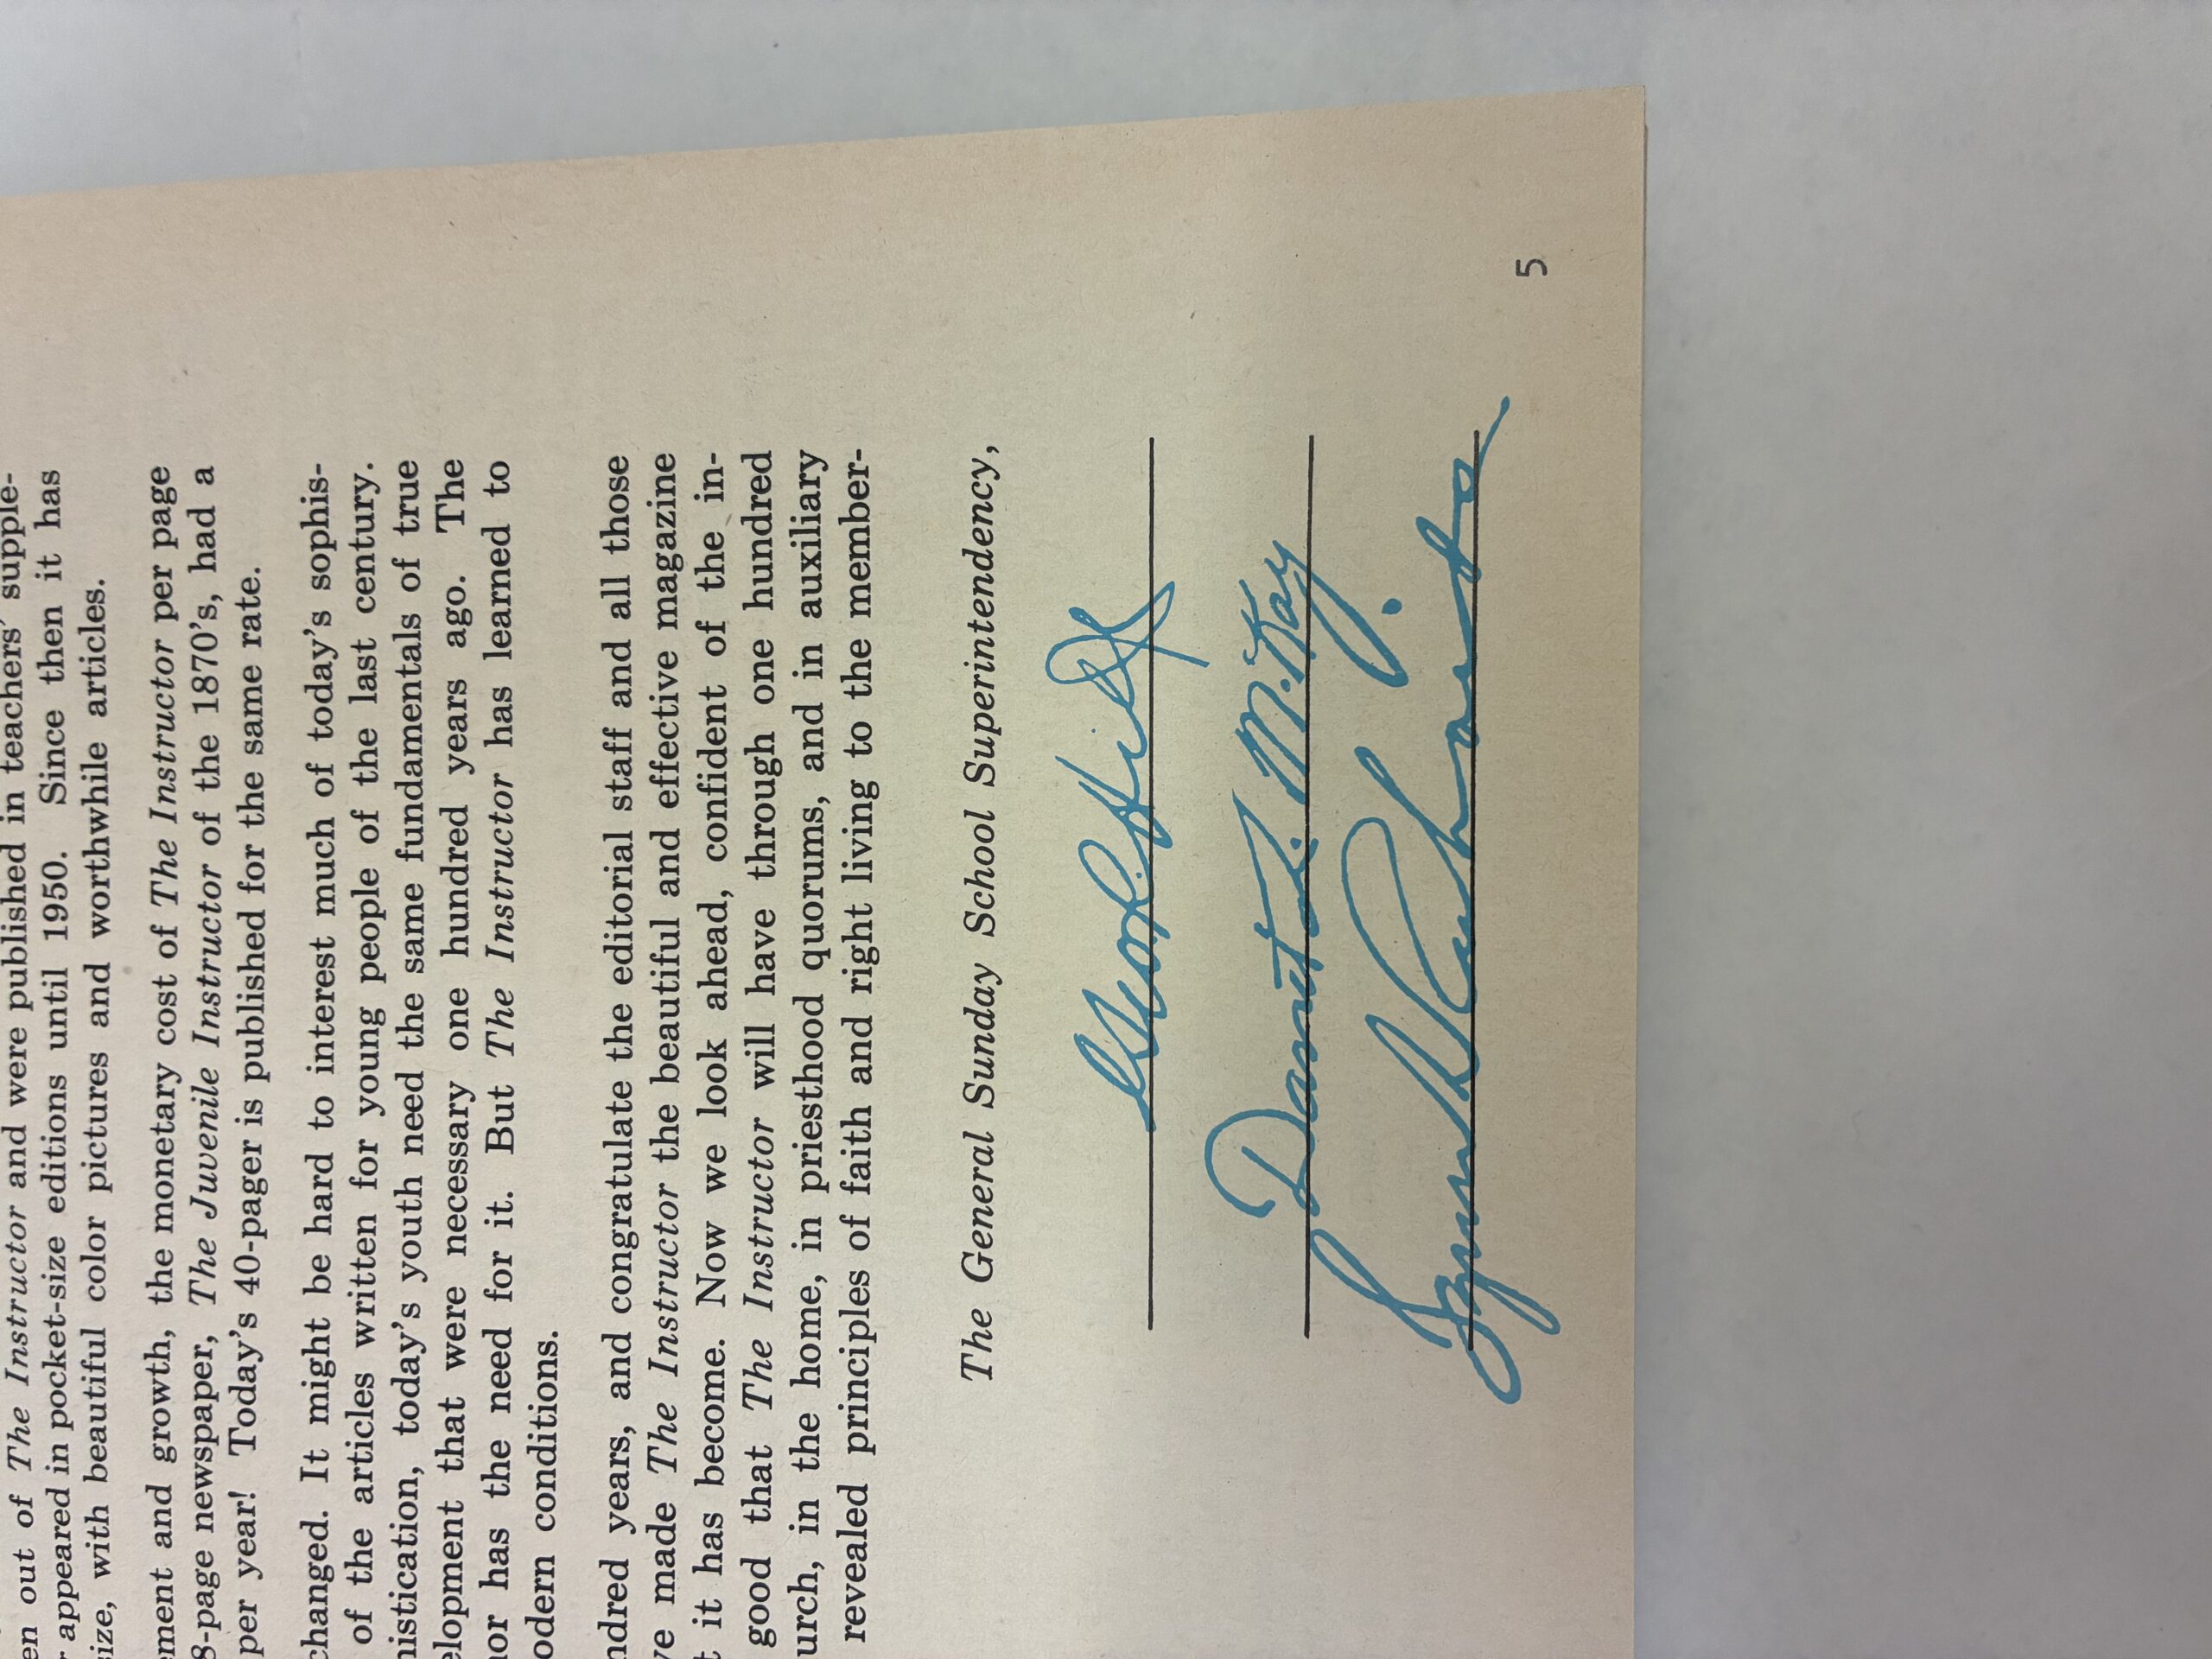 en out of The Instructor and were published in teachers' supple-
appeared in pocket-size editions until 1950. Since then it has
size, with beautiful color pictures and worthwhile articles.
ement and growth, the monetary cost of The Instructor per page
8-page newspaper, The Juvenile Instructor of the 1870's, had a
per year! Today's 40-pager is published for the same rate.
changed. It might be hard to interest much of today's sophis-
of the articles written for young people of the last century.
histication, today's youth need the same fundamentals of true
elopment that were necessary one hundred years ago. The
nor has the need for it. But The Instructor has learned to
odern conditions.
ndred years, and congratulate the editorial staff and all those
ve made The Instructor the beautiful and effective magazine
t it has become. Now we look ahead, confident of the in-
good that The Instructor will have through one hundred
urch, in the home, in priesthood quorums, and in auxiliary
revealed principles of faith and right living to the member-
The General Sunday School Superintendency,
David L. McKay
Lynn S. Richards
5